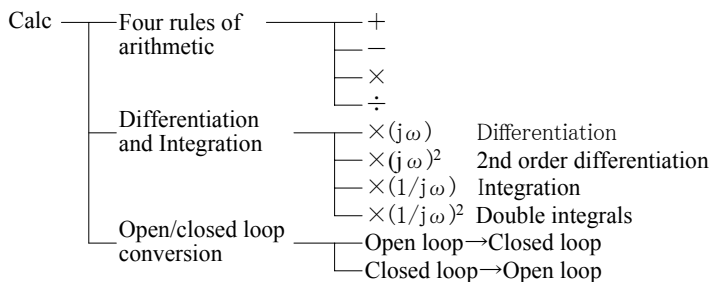 Calc
Four rules of
arithmetic
+
−
×
÷
Differentiation
and Integration
×(jω) Differentiation
×(jω)² 2nd order differentiation
×(1/jω) Integration
×(1/jω)² Double integrals
Open/closed loop
conversion
Open loop→Closed loop
Closed loop→Open loop